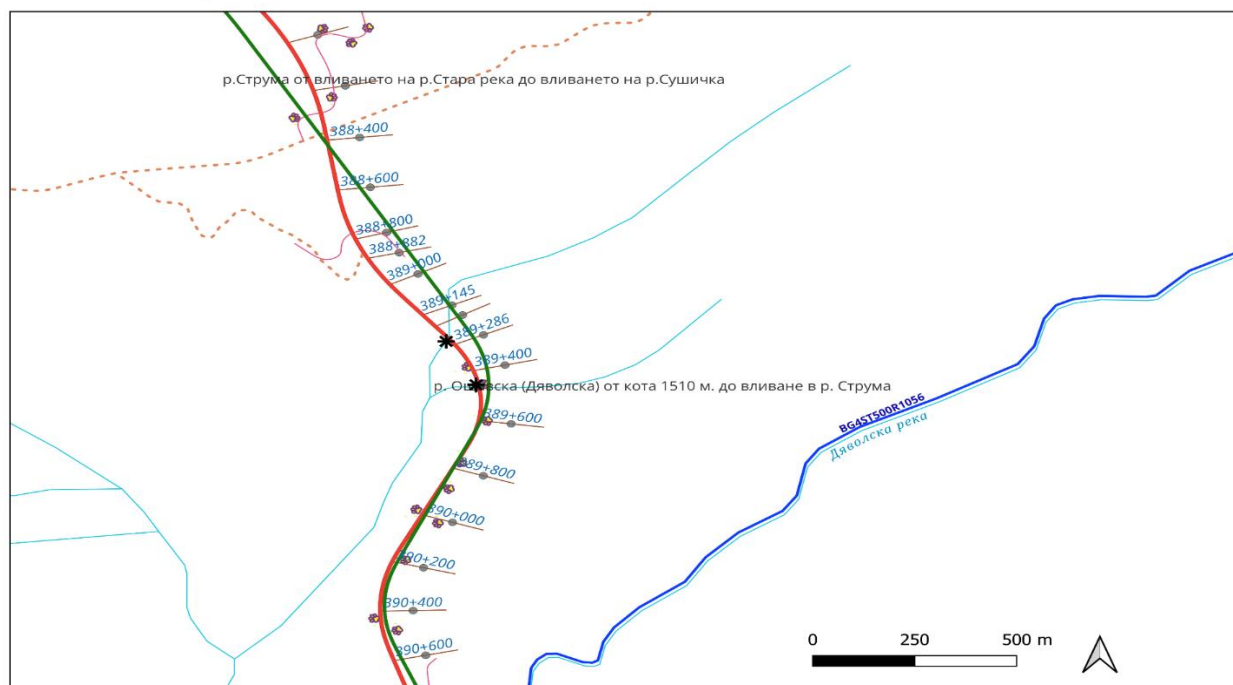 р.Струма от вливането на р.Стара река до вливането на р.Сушичка
388+400
388+600
388+800
388+882
389+000
389+145
389+286
389+400
р. Ощавска (Дяволска) от кота 1510 м. до вливане в р. Струма
389+600
389+800
390+000
390+200
390+400
390+600
BG4ST500R1056
Дяволска река
0 250 500 m